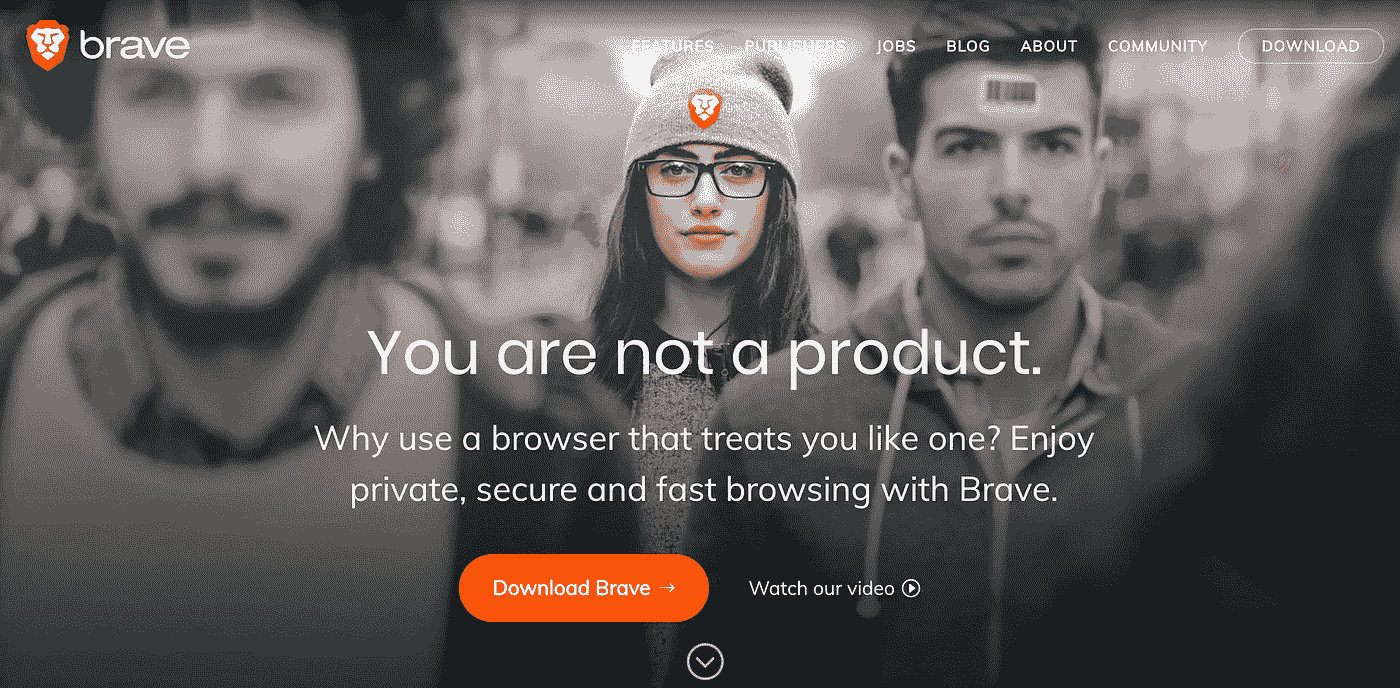 brave
FEATURES PUBLISHERS JOBS BLOG ABOUT COMMUNITY DOWNLOAD
You are not a product.
Why use a browser that treats you like one? Enjoy
private, secure and fast browsing with Brave.
Download Brave →
Watch our video